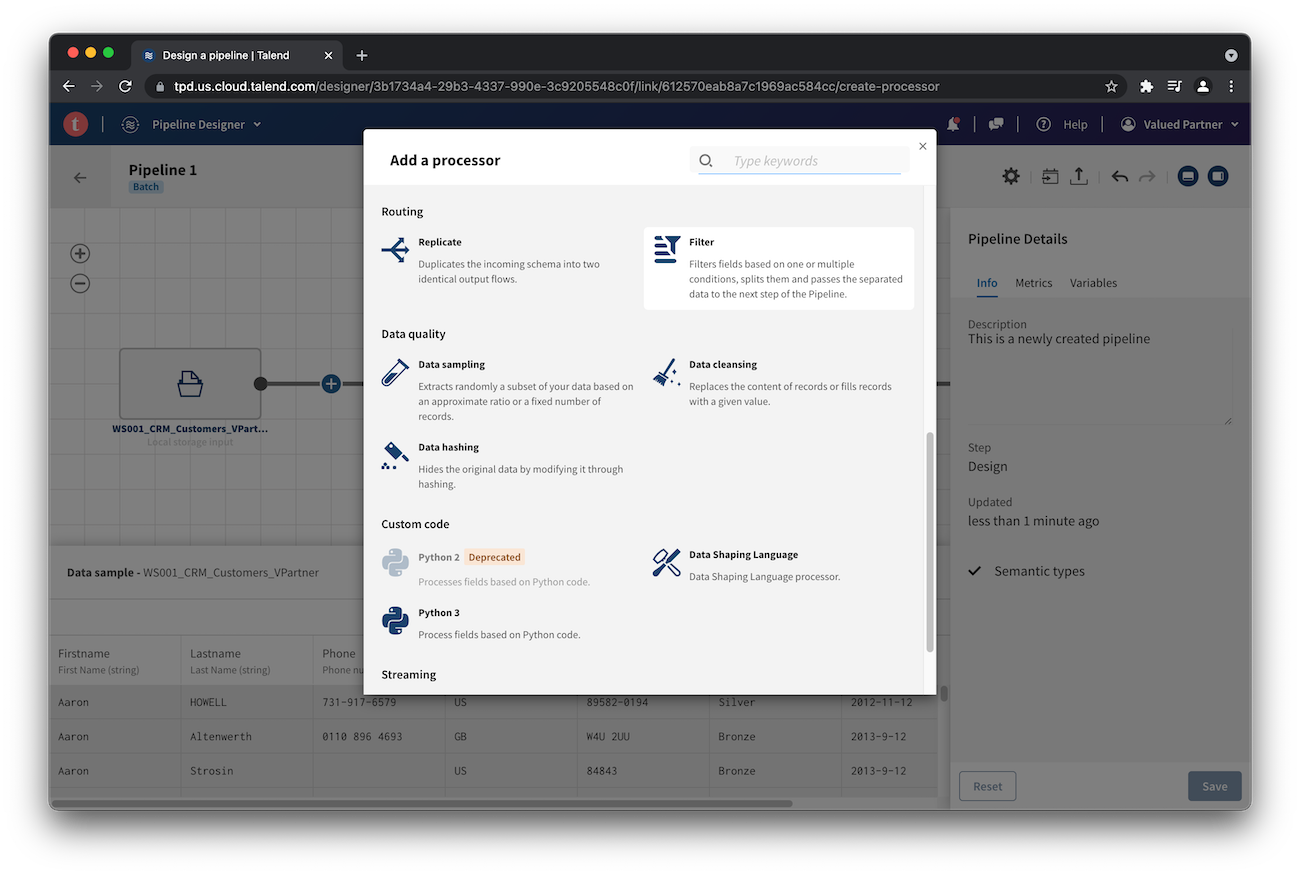 Design a pipeline | Talend
tpd.us.cloud.talend.com/designer/3b1734a4-29b3-4337-990e-3c9205548c0f/link/612570eab8a7c1969ac584cc/create-processor
t
Pipeline Designer
Help
Valued Partner
Pipeline 1
Batch
Add a processor
Type keywords
Routing
Replicate
Duplicates the incoming schema into two
identical output flows.
Filter
Filters fields based on one or multiple
conditions, splits them and passes the separated
data to the next step of the Pipeline.
Data quality
Data sampling
Extracts randomly a subset of your data based on
an approximate ratio or a fixed number of
records.
Data cleansing
Replaces the content of records or fills records
with a given value.
Data hashing
Hides the original data by modifying it through
hashing.
Custom code
Python 2 Deprecated
Processes fields based on Python code.
Data Shaping Language
Data Shaping Language processor.
Python 3
Process fields based on Python code.
Streaming
WS001_CRM_Customers_VPart...
Local storage input
Pipeline Details
Info Metrics Variables
Description
This is a newly created pipeline
Step
Design
Updated
less than 1 minute ago
Semantic types
Reset
Save
Data sample - WS001_CRM_Customers_VPartner
Firstname Lastname Phone
First Name (string) Last Name (string) Phone nu
Aaron HOWELL 731-917-6579 US 89582-0194 Silver 2012-11-12
Aaron Altenwerth 0110 896 4693 GB W4U 2UU Bronze 2013-9-12
Aaron Strosin US 84843 Bronze 2013-9-12